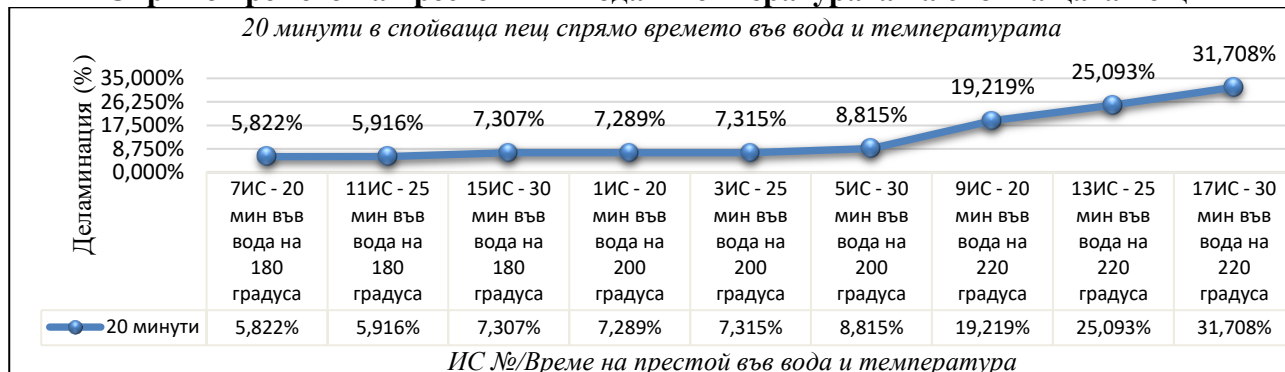 20 минути в спойваща пещ спрямо времето във вода и температурата
Деламинация (%)
35,000%
26,250%
17,500%
8,750%
0,000%
5,822% 5,916% 7,307% 7,289% 7,315% 8,815% 19,219% 25,093% 31,708%
7ИС - 20 11ИС - 25 15ИС - 30 1ИС - 20 3ИС - 25 5ИС - 30 9ИС - 20 13ИС - 25 17ИС - 30
мин във мин във мин във мин във мин във мин във мин във мин във мин във
вода на вода на вода на вода на вода на вода на вода на вода на вода на
180 180 180 200 200 200 220 220 220
градуса градуса градуса градуса градуса градуса градуса градуса градуса
20 минути 5,822% 5,916% 7,307% 7,289% 7,315% 8,815% 19,219% 25,093% 31,708%
ИС №/Време на престой във вода и температура